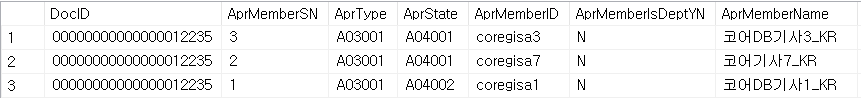 DocID AprMemberSN AprType AprState AprMemberID AprMemberIsDeptYN AprMemberName
1 00000000000000012235 3 A03001 A04001 coregisa3 N 코어DB기사3_KR
2 00000000000000012235 2 A03001 A04001 coregisa7 N 코어기사7_KR
3 00000000000000012235 1 A03001 A04002 coregisa1 N 코어DB기사1_KR